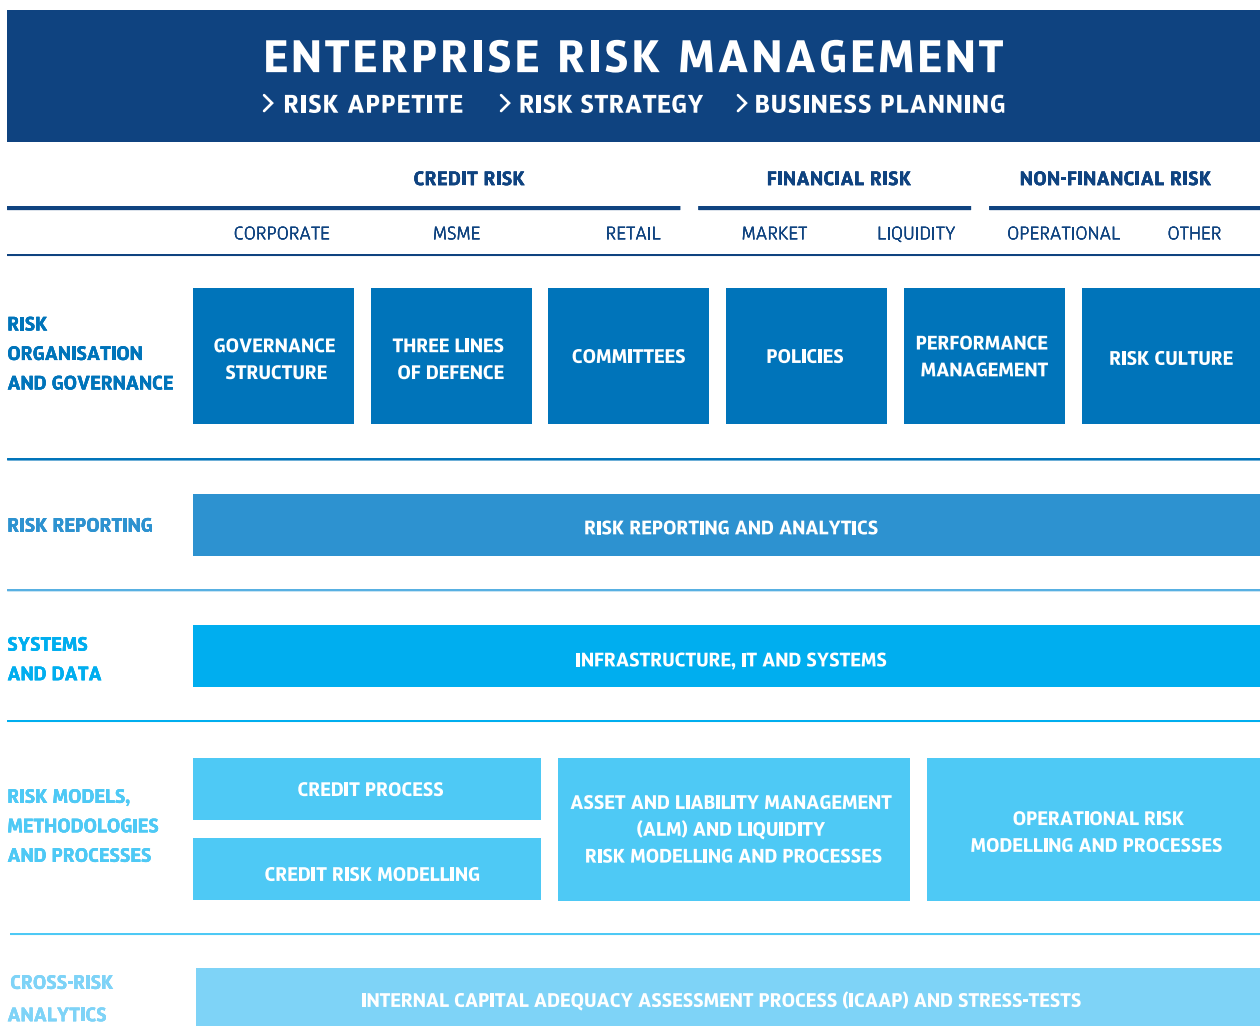 ENTERPRISE RISK MANAGEMENT
> RISK APPETITE > RISK STRATEGY > BUSINESS PLANNING
CREDIT RISK FINANCIAL RISK NON-FINANCIAL RISK
CORPORATE MSME RETAIL MARKET LIQUIDITY OPERATIONAL OTHER
RISK
ORGANISATION
AND GOVERNANCE
GOVERNANCE
STRUCTURE
THREE LINES
OF DEFENCE
COMMITTEES
POLICIES
PERFORMANCE
MANAGEMENT
RISK CULTURE
RISK REPORTING
RISK REPORTING AND ANALYTICS
SYSTEMS
AND DATA
INFRASTRUCTURE, IT AND SYSTEMS
RISK MODELS,
METHODOLOGIES
AND PROCESSES
CREDIT PROCESS
CREDIT RISK MODELLING
ASSET AND LIABILITY MANAGEMENT
(ALM) AND LIQUIDITY
RISK MODELLING AND PROCESSES
OPERATIONAL RISK
MODELLING AND PROCESSES
CROSS-RISK
ANALYTICS
INTERNAL CAPITAL ADEQUACY ASSESSMENT PROCESS (ICAAP) AND STRESS-TESTS